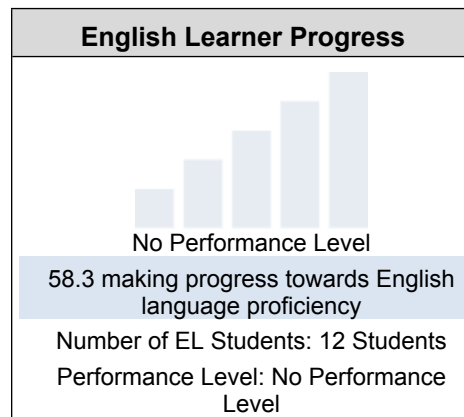 English Learner Progress
No Performance Level
58.3 making progress towards English
language proficiency
Number of EL Students: 12 Students
Performance Level: No Performance
Level